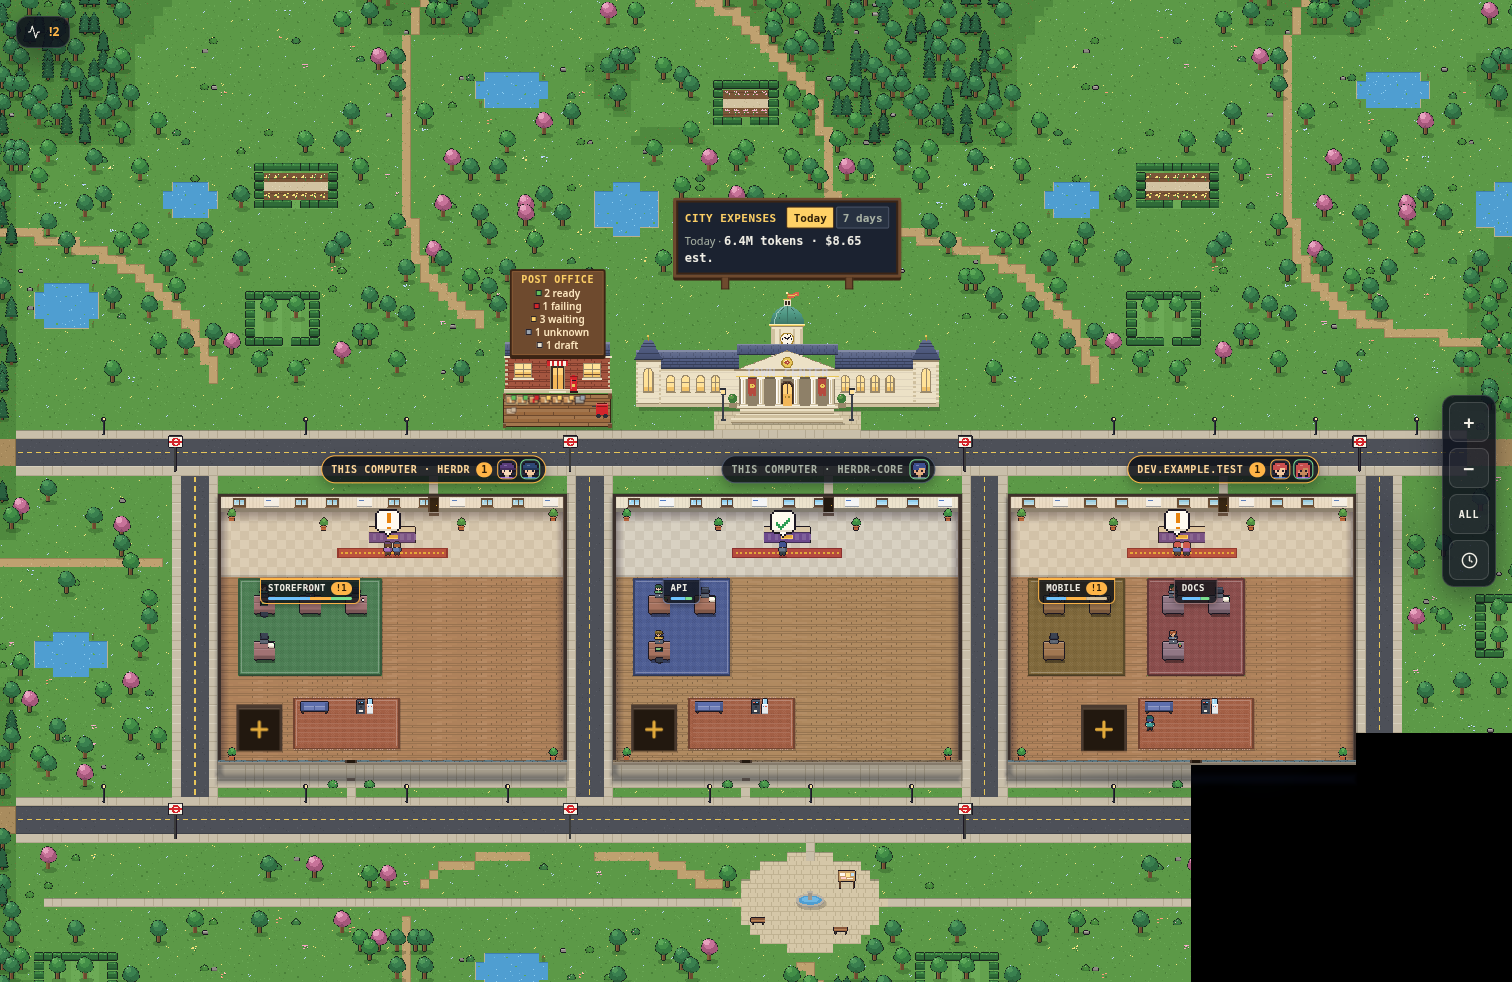 !2
CITY EXPENSES Today 7 days
Today · 6.4M tokens · $8.65
est.
POST OFFICE
2 ready
1 failing
3 waiting
1 unknown
1 draft
+
−
ALL
THIS COMPUTER · HERDR 1
THIS COMPUTER · HERDR-CORE
DEV.EXAMPLE.TEST 1
STOREFRONT !1
API
MOBILE !1
DOCS